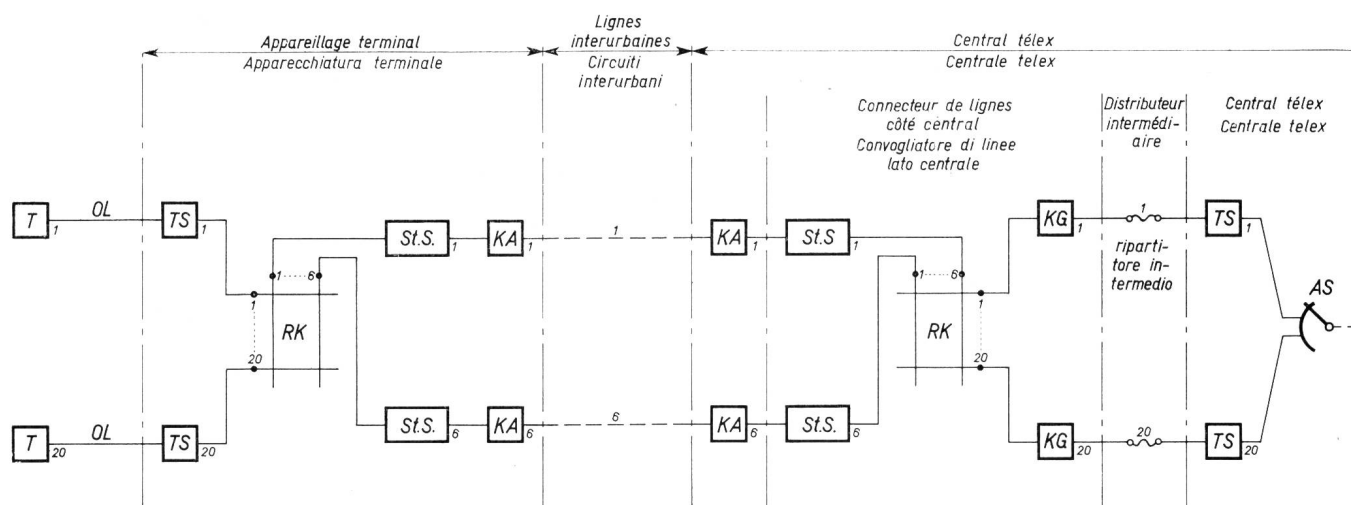 Appareillage terminal
Apparecchiatura terminale
Lignes
interurbaines
Circuiti
interurbani
Central télex
Centrale telex
Connecteur de lignes
côté central
Convogliatore di linee
lato centrale
Distributeur
intermédi-
aire
Central télex
Centrale telex
T 1 OL TS 1 St.S. 1 KA 1 1 KA 1 St.S 1 KG 1 1 TS 1
riparti-
tore in-
termedio
1 6 1 6
1 1
AS
RK RK
20 20
T 20 OL TS 20 St.S. 6 KA 6 6 KA 6 St.S. 6 KG 20 20 TS 20